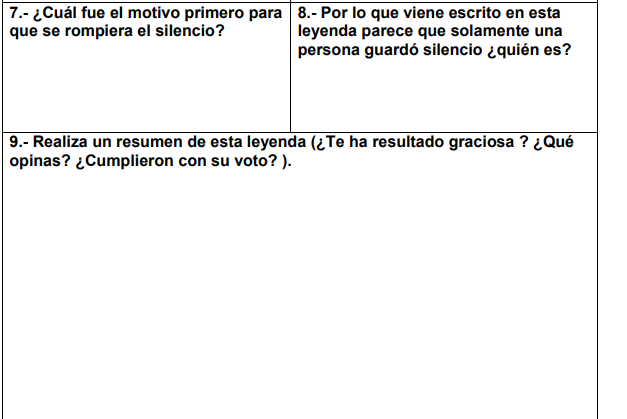 7.- ¿Cuál fue el motivo primero para
que se rompiera el silencio?
8.- Por lo que viene escrito en esta
leyenda parece que solamente una
persona guardó silencio ¿quién es?
9.- Realiza un resumen de esta leyenda (¿Te ha resultado graciosa ? ¿Qué
opinas? ¿Cumplieron con su voto? ).